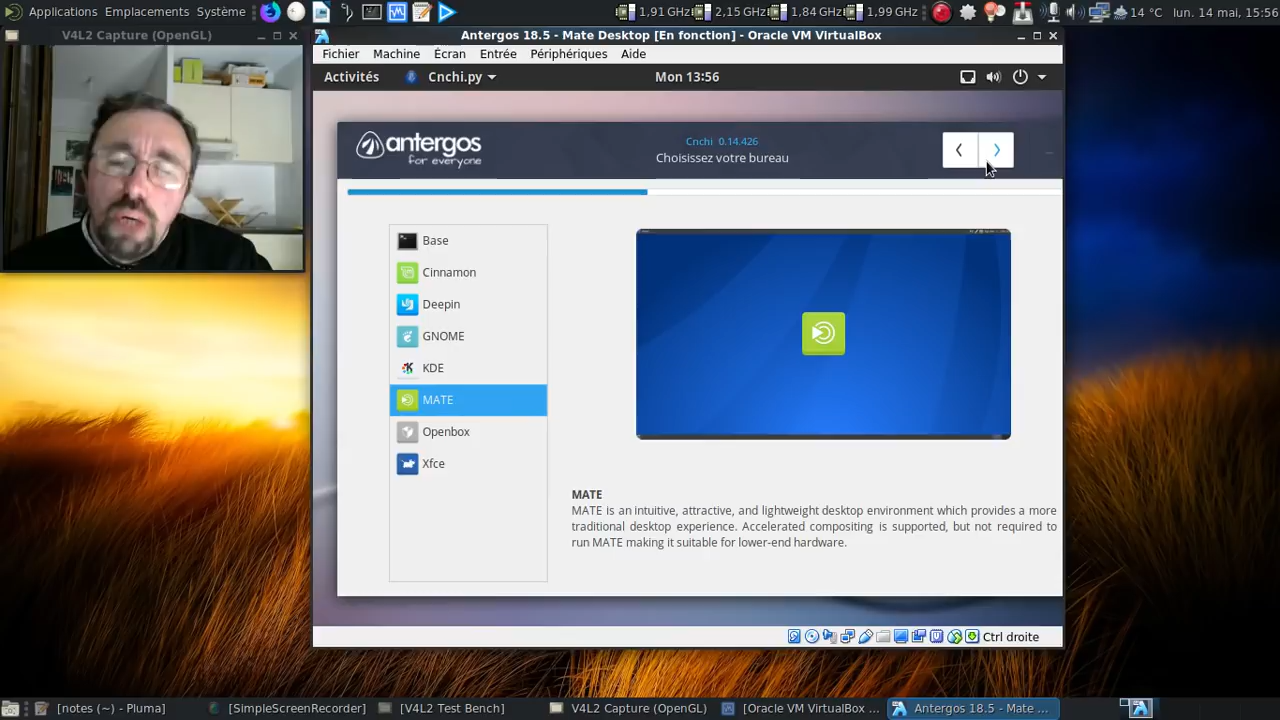 Applications Emplacements Système
1,91 GHz 2,15 GHz 1,84 GHz 1,99 GHz
14 °C lun. 14 mai, 15:56
V4L2 Capture (OpenGL)
Antergos 18.5 - Mate Desktop [En fonction] - Oracle VM VirtualBox
Fichier Machine Écran Entrée Périphériques Aide
Activités Cnchi.py Mon 13:56
antergos
for everyone
Cnchi 0.14.426
Choisissez votre bureau
Base
Cinnamon
Deepin
GNOME
KDE
MATE
Openbox
Xfce
MATE
MATE is an intuitive, attractive, and lightweight desktop environment which provides a more
traditional desktop experience. Accelerated compositing is supported, but not required to
run MATE making it suitable for lower-end hardware.
Ctrl droite
[notes (~) - Pluma] [SimpleScreenRecorder] [V4L2 Test Bench] V4L2 Capture (OpenGL) [Oracle VM VirtualBox ... Antergos 18.5 - Mate ...